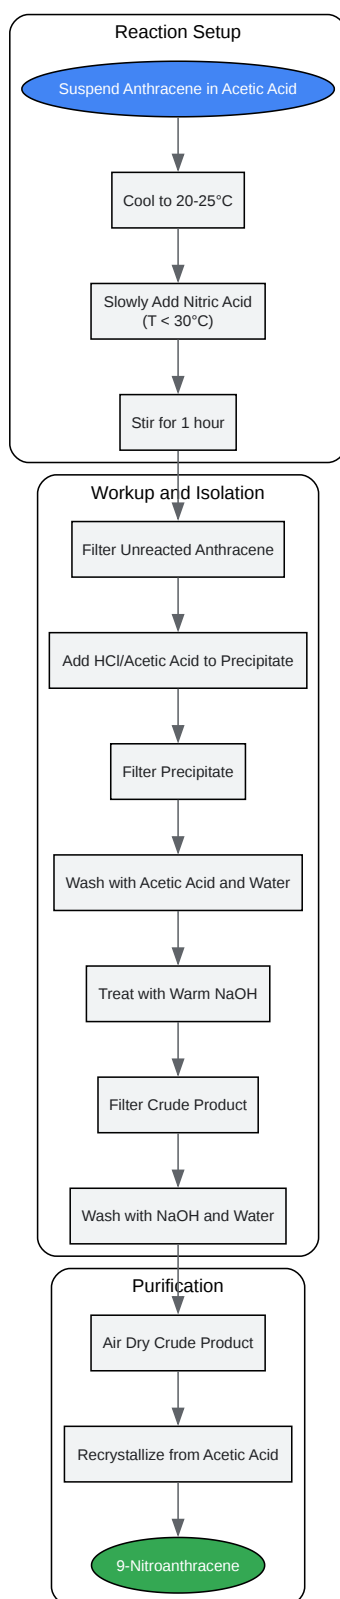 Reaction Setup
Suspend Anthracene in Acetic Acid
Cool to 20-25°C
Slowly Add Nitric Acid
(T < 30°C)
Stir for 1 hour
Workup and Isolation
Filter Unreacted Anthracene
Add HCl/Acetic Acid to Precipitate
Filter Precipitate
Wash with Acetic Acid and Water
Treat with Warm NaOH
Filter Crude Product
Wash with NaOH and Water
Purification
Air Dry Crude Product
Recrystallize from Acetic Acid
9-Nitroanthracene